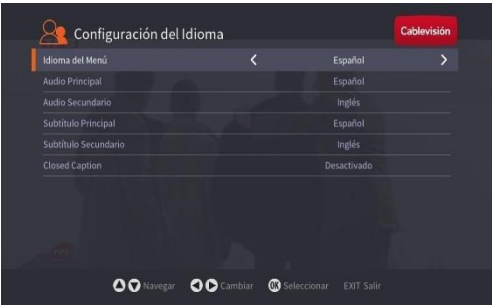 Configuración del Idioma
Cablevisión
Idioma del Menú < Español >
Audio Principal Español
Audio Secundario Inglés
Subtítulo Principal Español
Subtítulo Secundario Inglés
Closed Caption Desactivado
Navegar Cambiar OK Seleccionar EXIT Salir